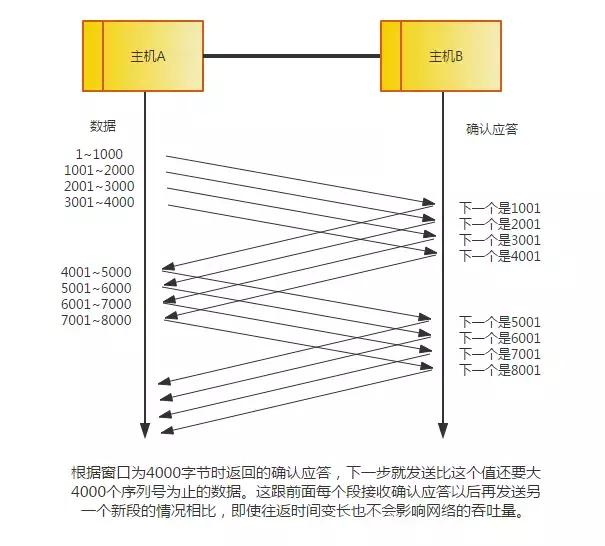 主机A
主机B
数据
确认应答
1~1000
1001~2000
2001~3000
3001~4000
下一个是1001
下一个是2001
下一个是3001
下一个是4001
4001~5000
5001~6000
6001~7000
7001~8000
下一个是5001
下一个是6001
下一个是7001
下一个是8001
根据窗口为4000字节时返回的确认应答，下一步就发送比这个值还要大
4000个序列号为止的数据。这跟前面每个段接收确认应答以后再发送另
一个新段的情况相比，即使往返时间变长也不会影响网络的吞吐量。